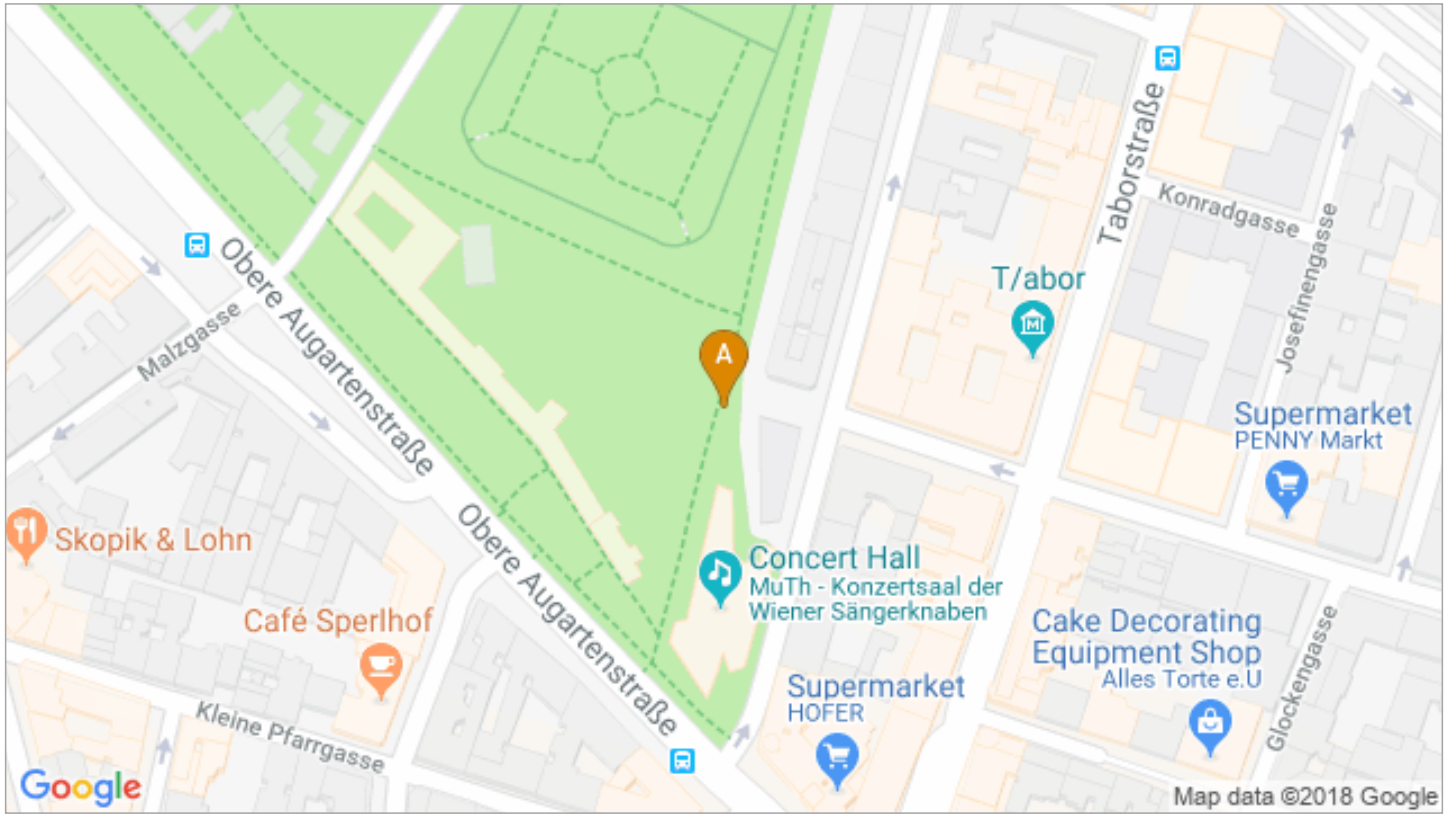 Taborstraße
Konradgasse
Josefinengasse
Obere Augartenstraße
Malzgasse
T/abor
M
A
Supermarket
PENNY Markt
Skopik & Lohn
Obere Augartenstraße
Concert Hall
MuTh - Konzertsaal der
Wiener Sängerknaben
Café Sperlhof
Cake Decorating
Equipment Shop
Alles Torte e.U
Glockengasse
Supermarket
HOFER
Kleine Pfarrgasse
Google
Map data ©2018 Google